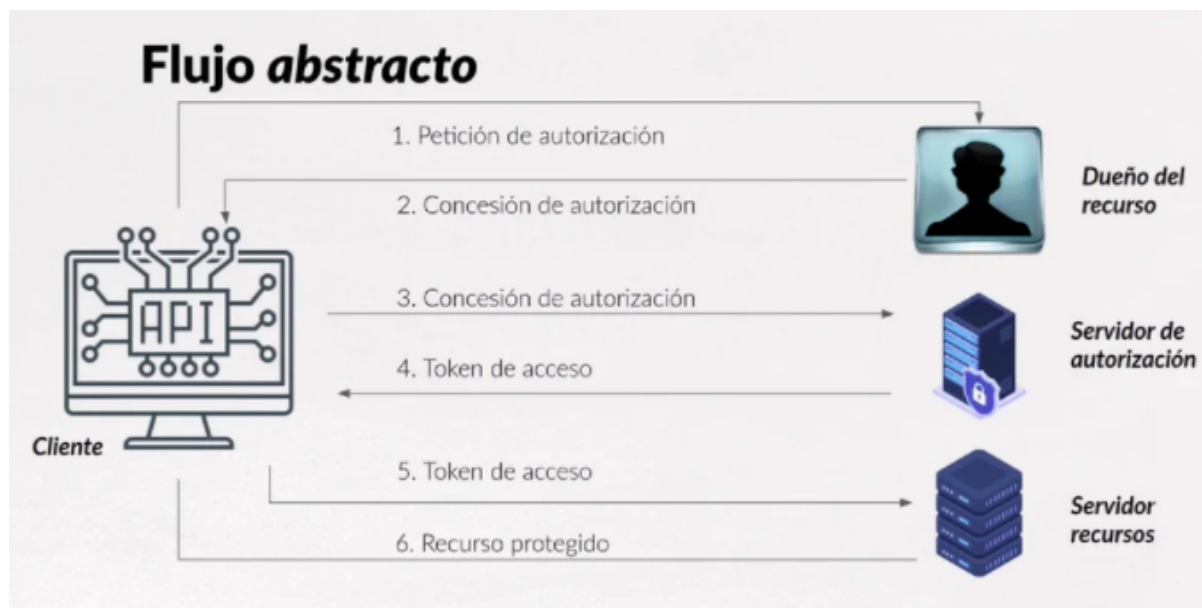 Flujo abstracto
1. Petición de autorización
Dueño del
recurso
2. Concesión de autorización
API
3. Concesión de autorización
Servidor de
autorización
4. Token de acceso
Cliente
5. Token de acceso
Servidor
recursos
6. Recurso protegido